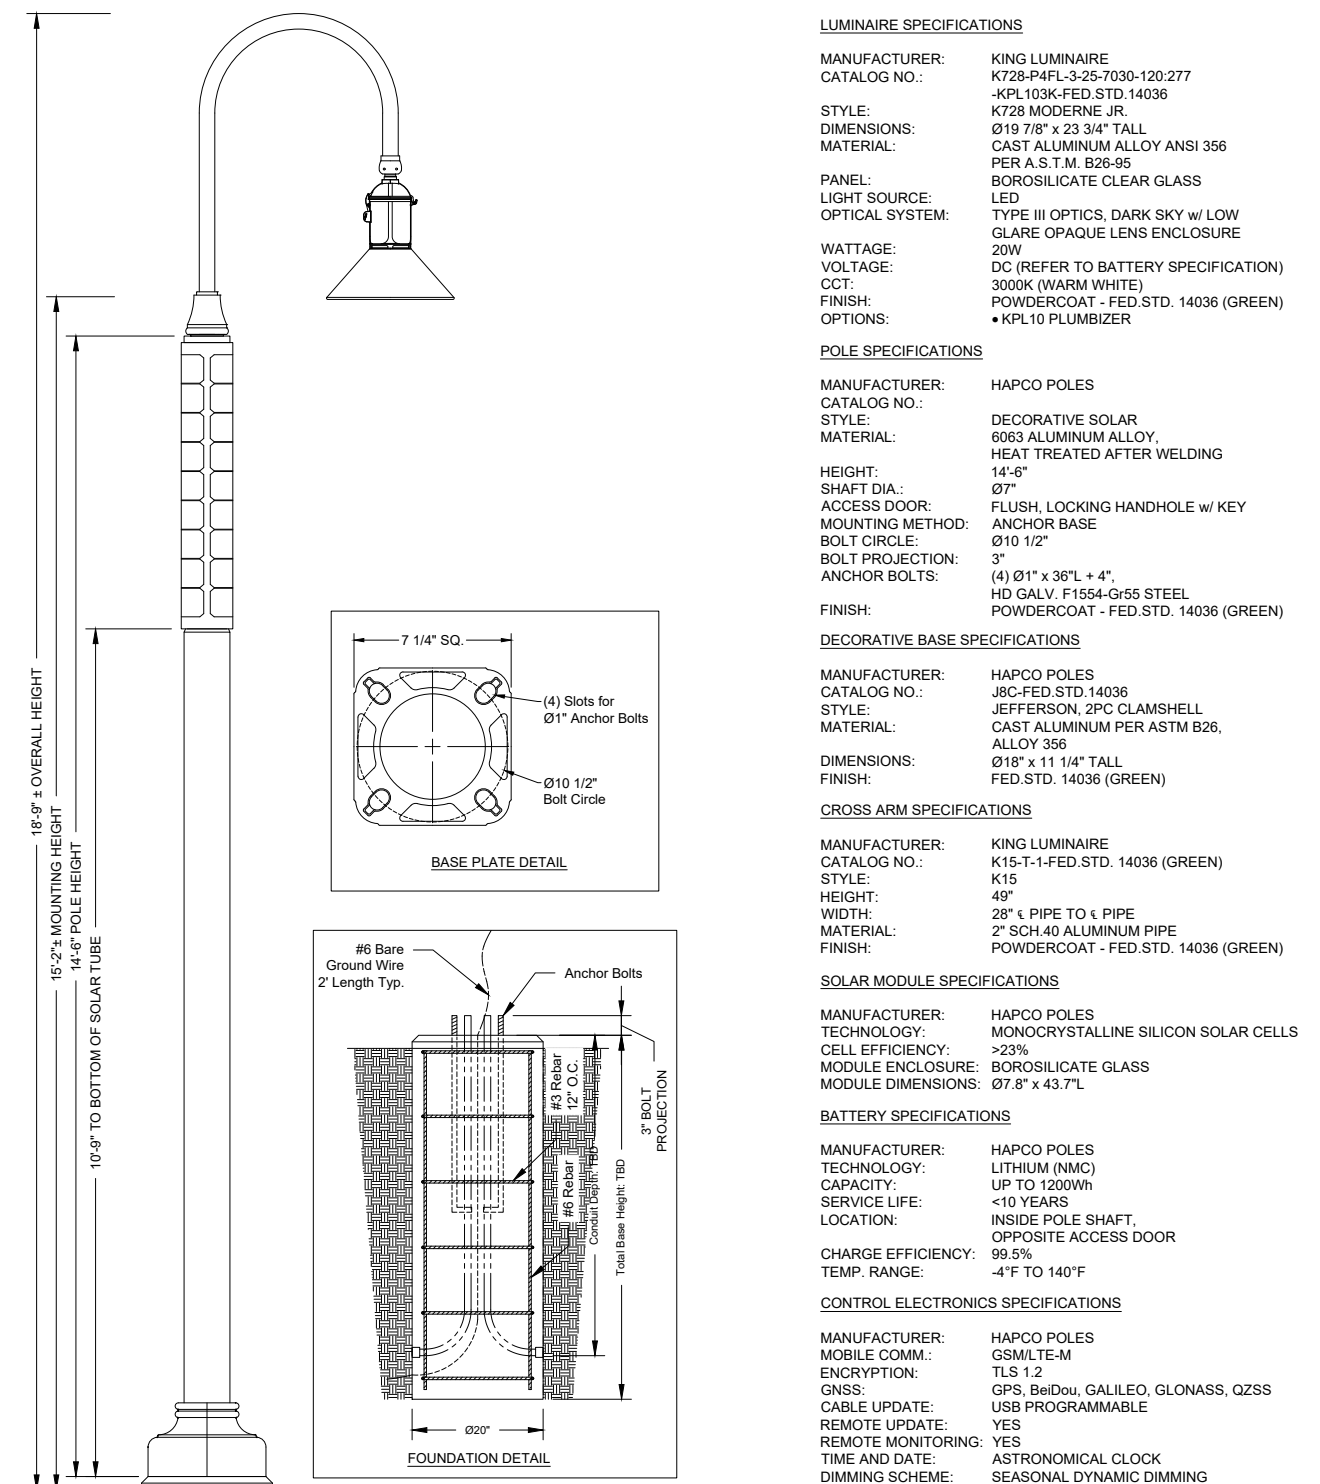 18'-9" ± OVERALL HEIGHT
15'-2"± MOUNTING HEIGHT
14'-6" POLE HEIGHT
10'-9" TO BOTTOM OF SOLAR TUBE
7 1/4" SQ.
(4) Slots for
Ø1" Anchor Bolts
Ø10 1/2"
Bolt Circle
BASE PLATE DETAIL
#6 Bare
Ground Wire
2' Length Typ.
Anchor Bolts
#3 Rebar
12" O.C.
#6 Rebar
Conduit Depth: TBD
Total Base Height: TBD
3" BOLT
PROJECTION
Ø20"
FOUNDATION DETAIL
LUMINAIRE SPECIFICATIONS
MANUFACTURER: KING LUMINAIRE
CATALOG NO.: K728-P4FL-3-25-7030-120:277
-KPL103K-FED.STD.14036
STYLE: K728 MODERNE JR.
DIMENSIONS: Ø19 7/8" x 23 3/4" TALL
MATERIAL: CAST ALUMINUM ALLOY ANSI 356
PER A.S.T.M. B26-95
PANEL: BOROSILICATE CLEAR GLASS
LIGHT SOURCE: LED
OPTICAL SYSTEM: TYPE III OPTICS, DARK SKY w/ LOW
GLARE OPAQUE LENS ENCLOSURE
WATTAGE: 20W
VOLTAGE: DC (REFER TO BATTERY SPECIFICATION)
CCT: 3000K (WARM WHITE)
FINISH: POWDERCOAT - FED.STD. 14036 (GREEN)
OPTIONS: • KPL10 PLUMBIZER
POLE SPECIFICATIONS
MANUFACTURER: HAPCO POLES
CATALOG NO.:
STYLE: DECORATIVE SOLAR
MATERIAL: 6063 ALUMINUM ALLOY,
HEAT TREATED AFTER WELDING
HEIGHT: 14'-6"
SHAFT DIA.: Ø7"
ACCESS DOOR: FLUSH, LOCKING HANDHOLE w/ KEY
MOUNTING METHOD: ANCHOR BASE
BOLT CIRCLE: Ø10 1/2"
BOLT PROJECTION: 3"
ANCHOR BOLTS: (4) Ø1" x 36"L + 4",
HD GALV. F1554-Gr55 STEEL
FINISH: POWDERCOAT - FED.STD. 14036 (GREEN)
DECORATIVE BASE SPECIFICATIONS
MANUFACTURER: HAPCO POLES
CATALOG NO.: J8C-FED.STD.14036
STYLE: JEFFERSON, 2PC CLAMSHELL
MATERIAL: CAST ALUMINUM PER ASTM B26,
ALLOY 356
DIMENSIONS: Ø18" x 11 1/4" TALL
FINISH: FED.STD. 14036 (GREEN)
CROSS ARM SPECIFICATIONS
MANUFACTURER: KING LUMINAIRE
CATALOG NO.: K15-T-1-FED.STD. 14036 (GREEN)
STYLE: K15
HEIGHT: 49"
WIDTH: 28" ℄ PIPE TO ℄ PIPE
MATERIAL: 2" SCH.40 ALUMINUM PIPE
FINISH: POWDERCOAT - FED.STD. 14036 (GREEN)
SOLAR MODULE SPECIFICATIONS
MANUFACTURER: HAPCO POLES
TECHNOLOGY: MONOCRYSTALLINE SILICON SOLAR CELLS
CELL EFFICIENCY: >23%
MODULE ENCLOSURE: BOROSILICATE GLASS
MODULE DIMENSIONS: Ø7.8" x 43.7"L
BATTERY SPECIFICATIONS
MANUFACTURER: HAPCO POLES
TECHNOLOGY: LITHIUM (NMC)
CAPACITY: UP TO 1200Wh
SERVICE LIFE: <10 YEARS
LOCATION: INSIDE POLE SHAFT,
OPPOSITE ACCESS DOOR
CHARGE EFFICIENCY: 99.5%
TEMP. RANGE: -4°F TO 140°F
CONTROL ELECTRONICS SPECIFICATIONS
MANUFACTURER: HAPCO POLES
MOBILE COMM.: GSM/LTE-M
ENCRYPTION: TLS 1.2
GNSS: GPS, BeiDou, GALILEO, GLONASS, QZSS
CABLE UPDATE: USB PROGRAMMABLE
REMOTE UPDATE: YES
REMOTE MONITORING: YES
TIME AND DATE: ASTRONOMICAL CLOCK
DIMMING SCHEME: SEASONAL DYNAMIC DIMMING